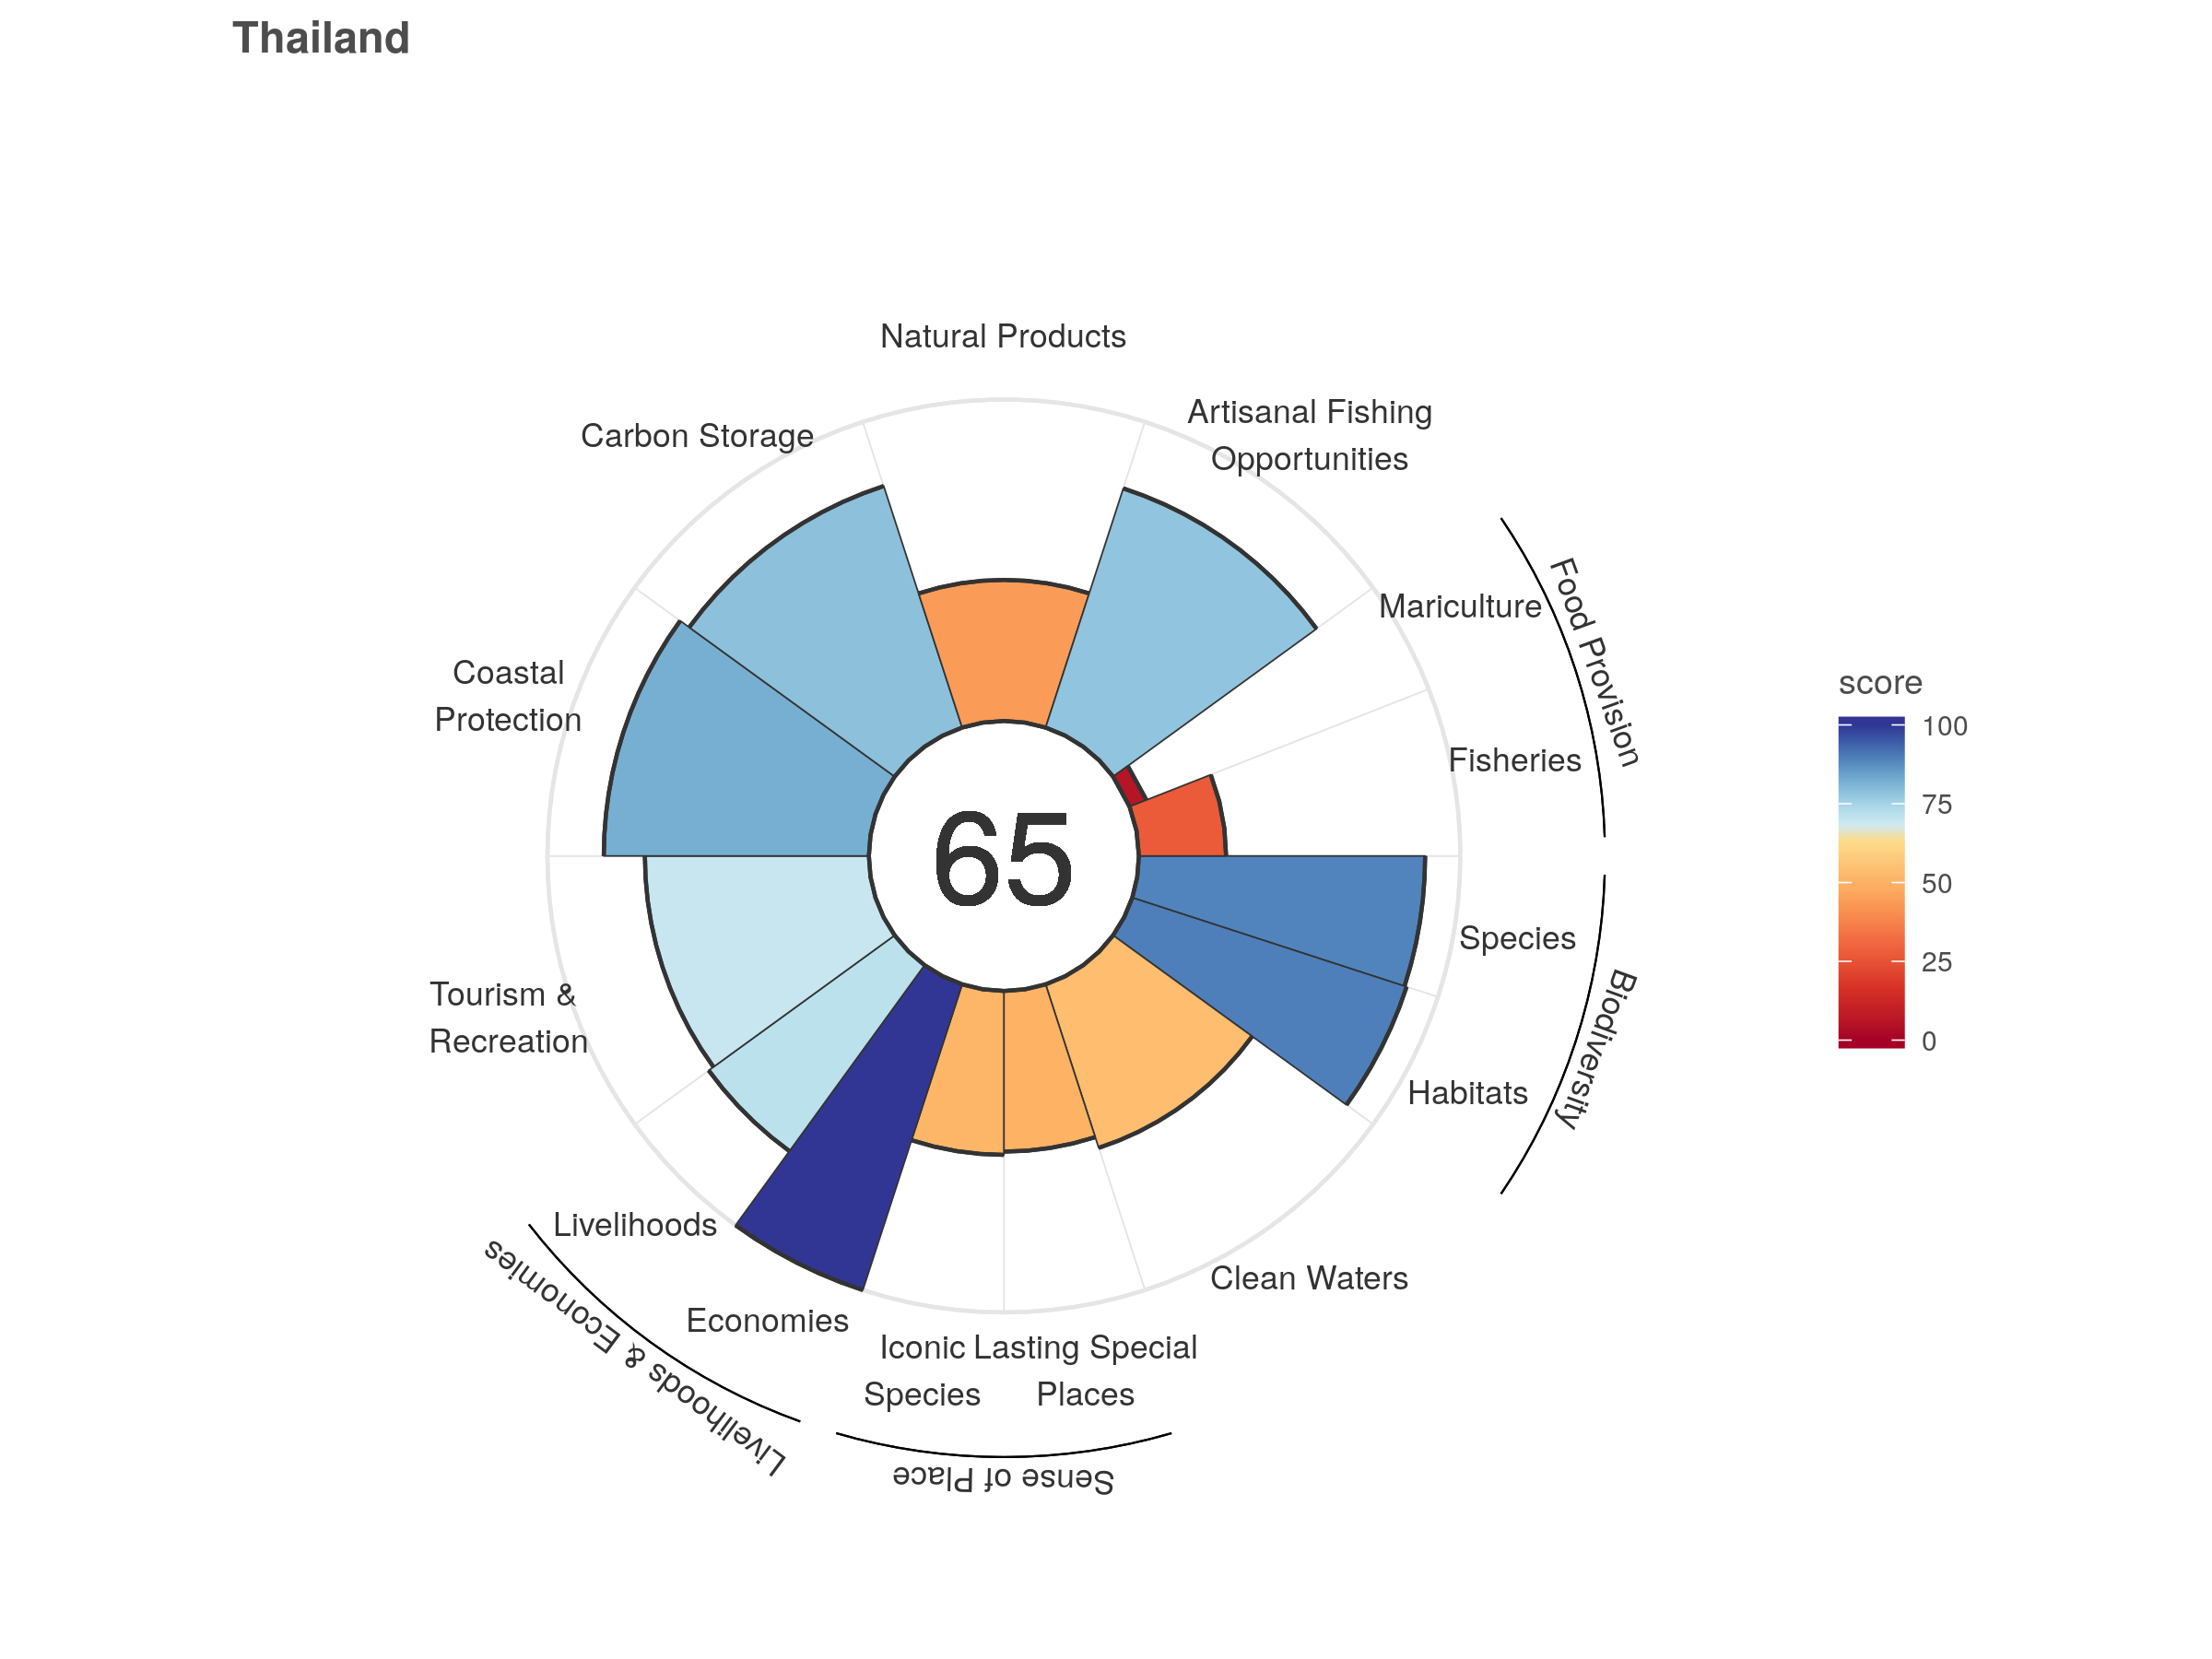 Thailand
Natural Products
Artisanal Fishing
Opportunities
Carbon Storage
Mariculture
Food Provision
Coastal
Protection
Fisheries
score
100
75
50
25
0
65
Species
Biodiversity
Tourism &
Recreation
Habitats
Livelihoods
Clean Waters
Economies
Livelihoods & Economies
Iconic
Species
Lasting Special
Places
Sense of Place